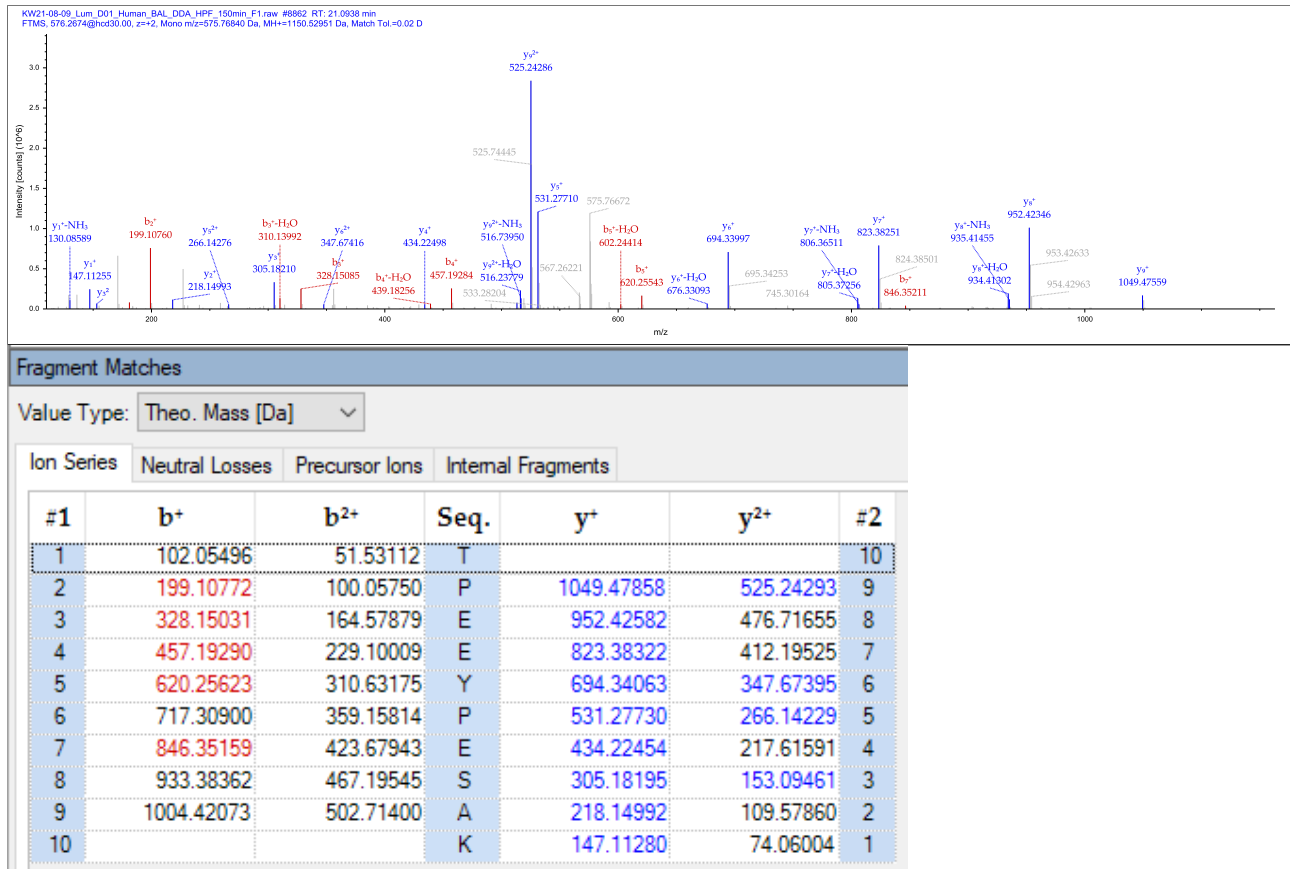 KW21-08-09_Lum_D01_Human_BAL_DDA_HPF_150min_F1.raw #8862 RT: 21.0938 min
FTMS, 576.2674@hcd30.00, z=+2, Mono m/z=575.76840 Da, MH+=1150.52951 Da, Match Tol.=0.02 D
Intensity [counts] (10^6)
3.0
2.5
2.0
1.5
1.0
0.5
0.0
y₁⁺-NH₃
130.08589
y₁⁺
147.11255
y₃²
b₂⁺
199.10760
y₂⁺
218.14993
y₅²⁺
266.14276
y₃⁺
305.18210
b₃⁺-H₂O
310.13992
b₃⁺
328.15085
y₆²⁺
347.67416
y₄⁺
434.22498
b₄⁺-H₂O
439.18256
b₄⁺
457.19284
y₉²⁺-NH₃
516.73950
y₉²⁺-H₂O
516.23779
533.28204
525.74445
y₉²⁺
525.24286
y₅⁺
531.27710
567.26221
575.76672
b₅⁺-H₂O
602.24414
b₅⁺
620.25543
y₆⁺-H₂O
676.33093
y₆⁺
694.33997
695.34253
745.30164
y₇⁺-NH₃
806.36511
y₇⁺-H₂O
805.37256
y₇⁺
823.38251
824.38501
b₇⁺
846.35211
y₈⁺-NH₃
935.41455
y₈⁺-H₂O
934.41302
y₈⁺
952.42346
953.42633
954.42963
y₉⁺
1049.47559
200 400 600 800 1000
m/z
Fragment Matches
Value Type: Theo. Mass [Da]
Ion Series Neutral Losses Precursor Ions Internal Fragments
#1 b⁺ b²⁺ Seq. y⁺ y²⁺ #2
1 102.05496 51.53112 T 10
2 199.10772 100.05750 P 1049.47858 525.24293 9
3 328.15031 164.57879 E 952.42582 476.71655 8
4 457.19290 229.10009 E 823.38322 412.19525 7
5 620.25623 310.63175 Y 694.34063 347.67395 6
6 717.30900 359.15814 P 531.27730 266.14229 5
7 846.35159 423.67943 E 434.22454 217.61591 4
8 933.38362 467.19545 S 305.18195 153.09461 3
9 1004.42073 502.71400 A 218.14992 109.57860 2
10 K 147.11280 74.06004 1